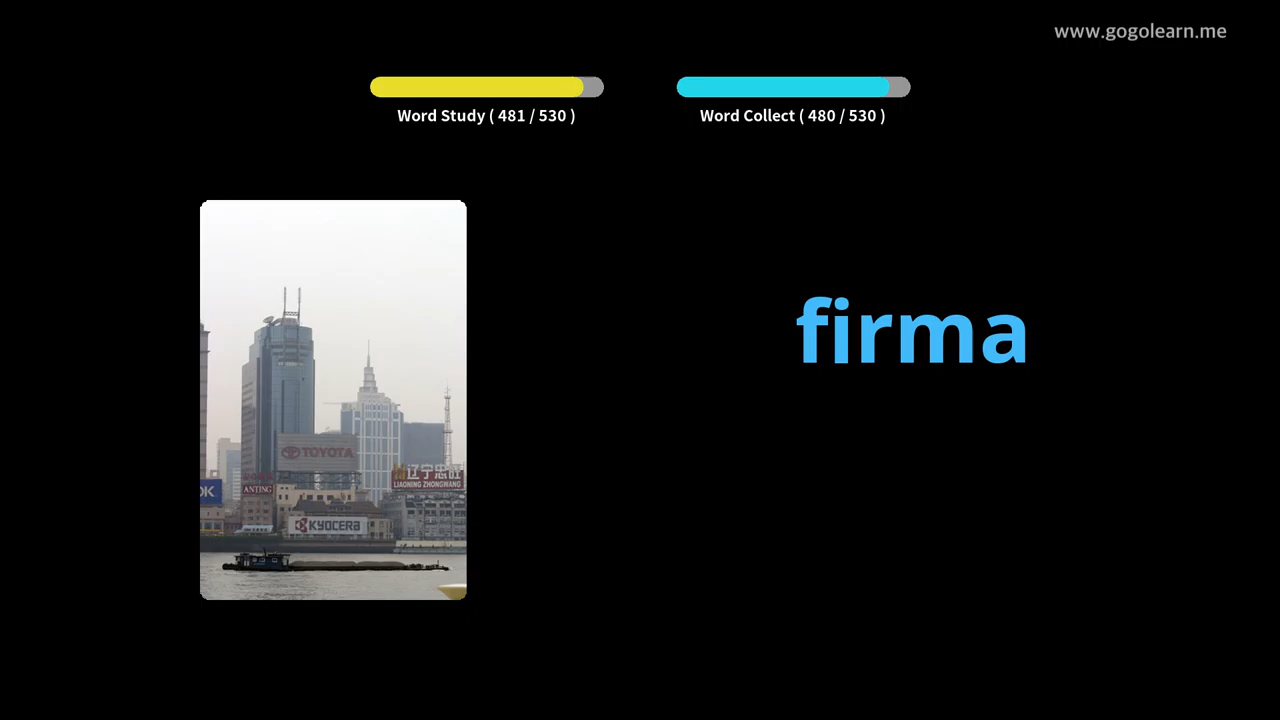 www.gogolearn.me
Word Study ( 481 / 530 )
Word Collect ( 480 / 530 )
firma
TOYOTA
辽宁忠旺
LIAONING ZHONGWANG
OK
ANTING
KYOCERA